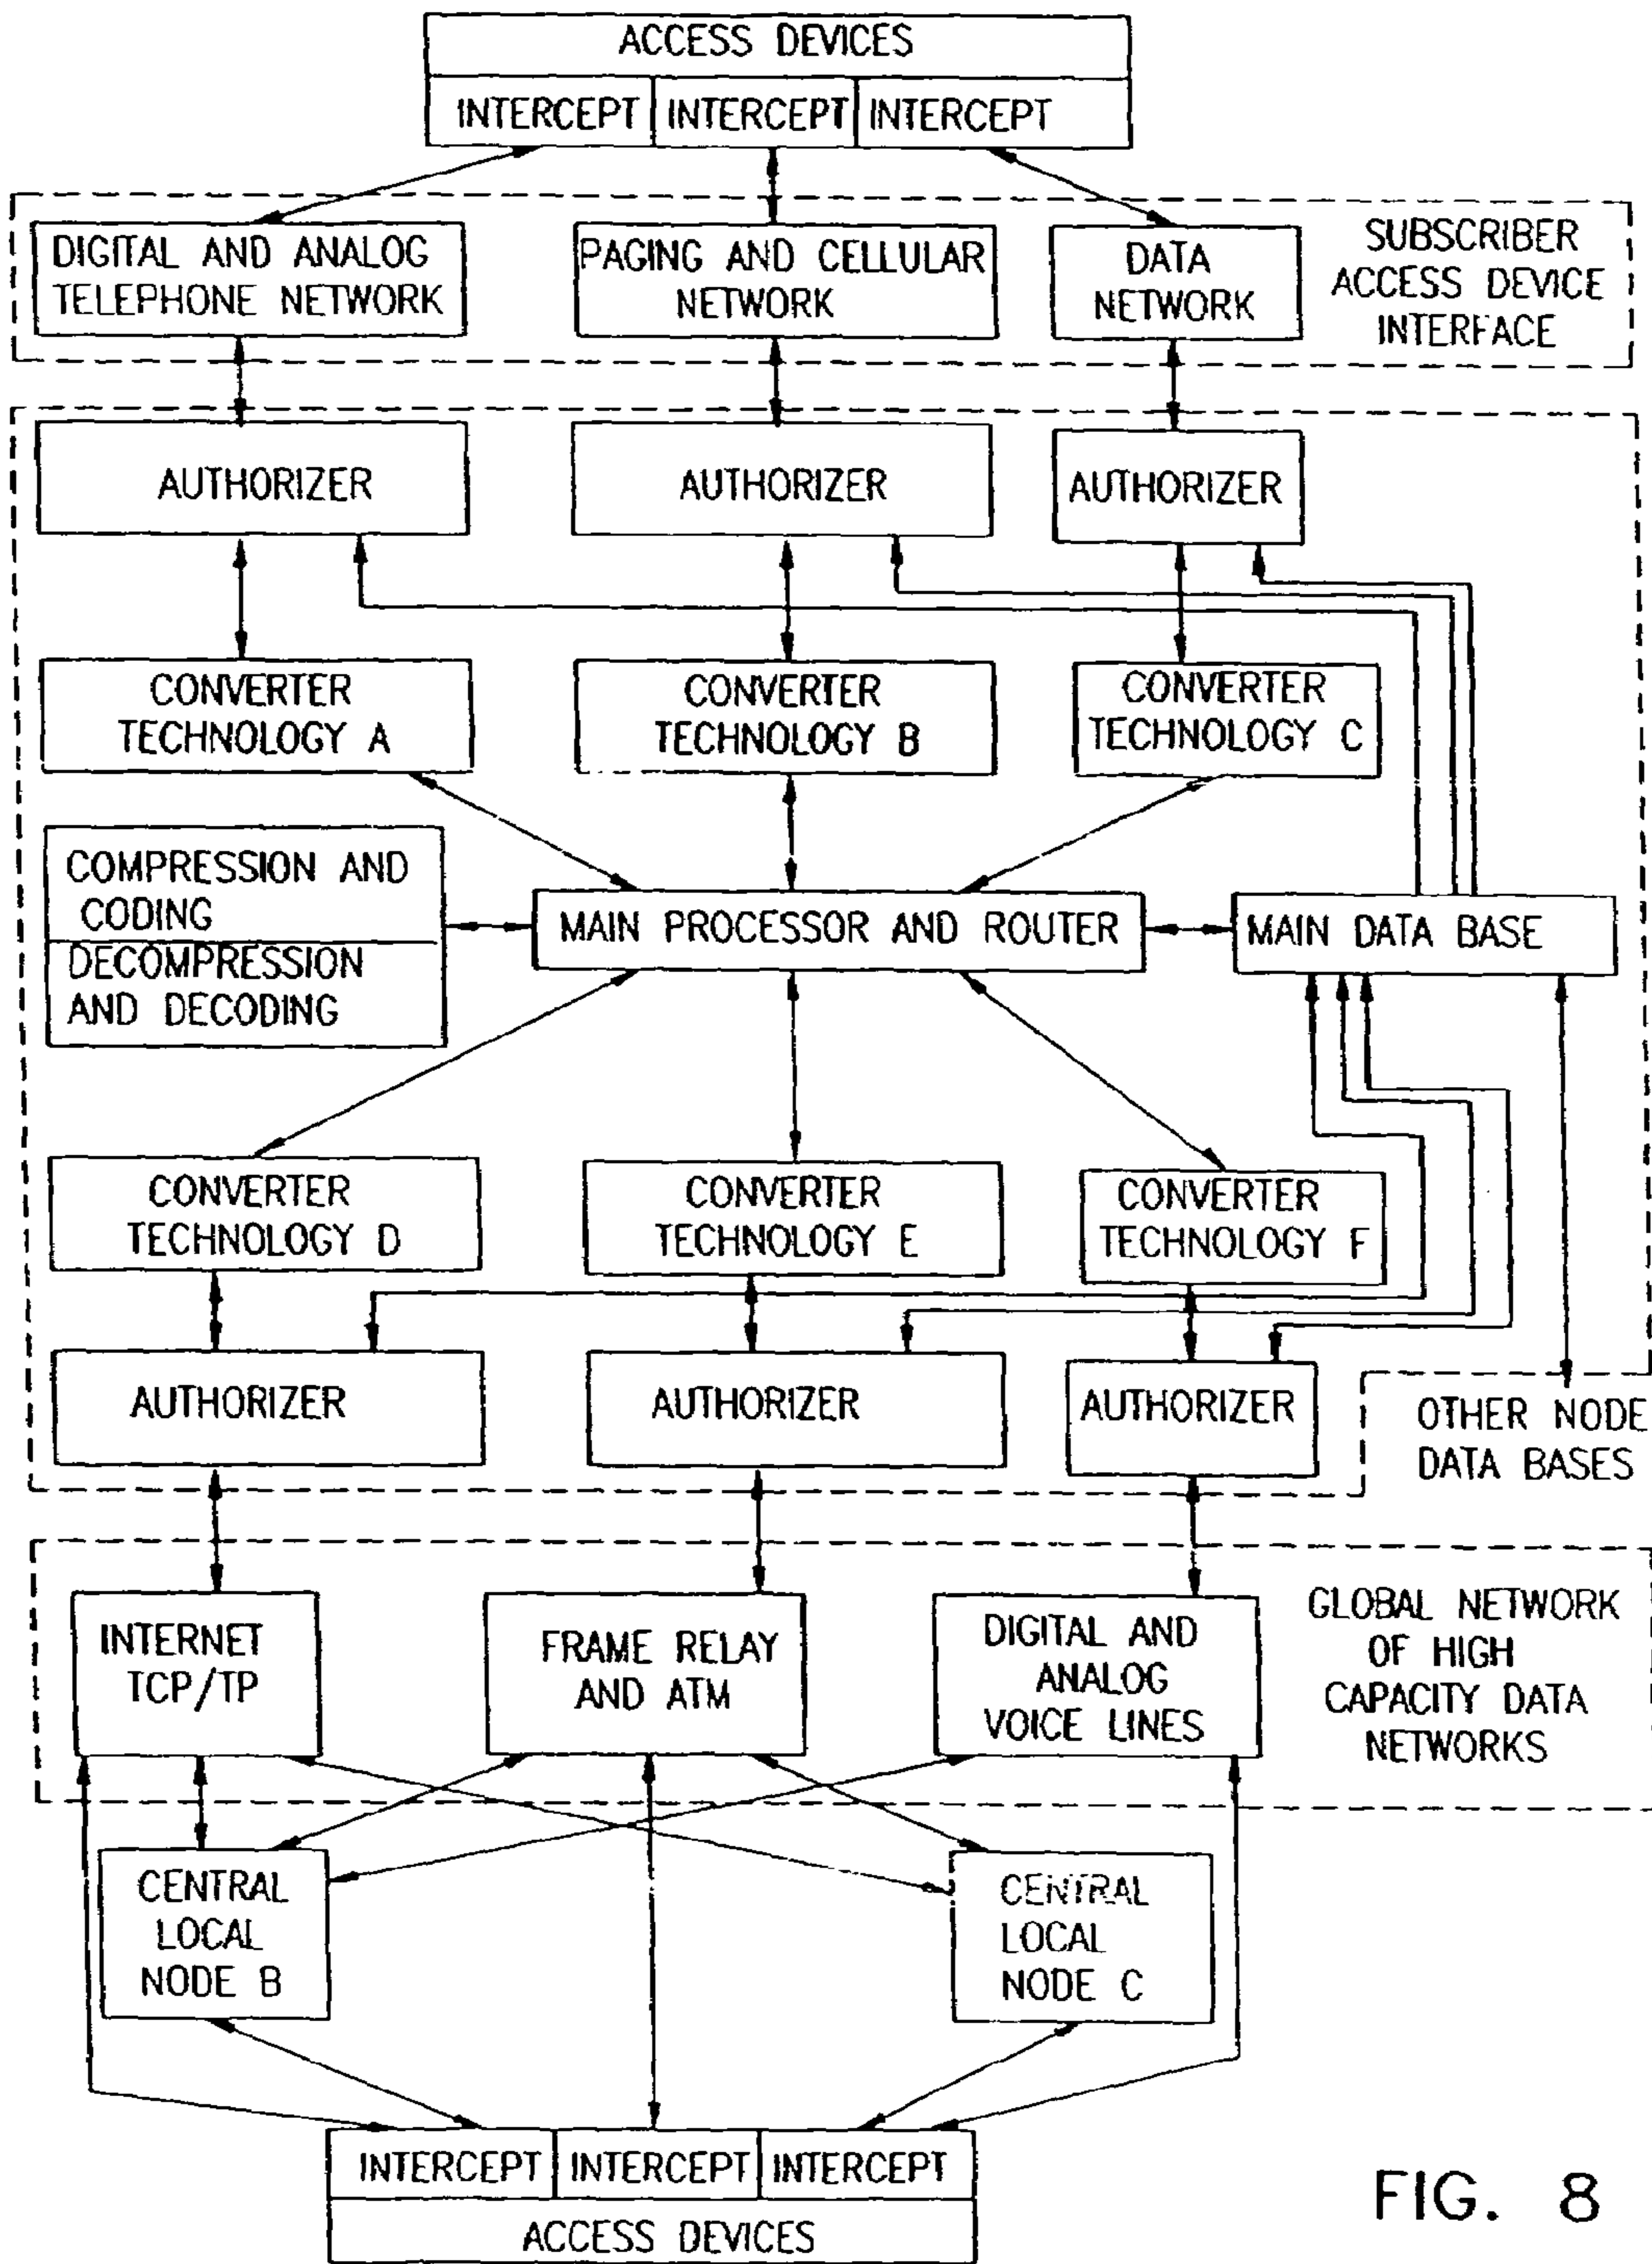 ACCESS DEVICES
INTERCEPT
INTERCEPT
INTERCEPT
DIGITAL AND ANALOG
TELEPHONE NETWORK
PAGING AND CELLULAR
NETWORK
DATA
NETWORK
SUBSCRIBER
ACCESS DEVICE
INTERFACE
AUTHORIZER
AUTHORIZER
AUTHORIZER
CONVERTER
TECHNOLOGY A
CONVERTER
TECHNOLOGY B
CONVERTER
TECHNOLOGY C
COMPRESSION AND
CODING
DECOMPRESSION
AND DECODING
MAIN PROCESSOR AND ROUTER
MAIN DATA BASE
CONVERTER
TECHNOLOGY D
CONVERTER
TECHNOLOGY E
CONVERTER
TECHNOLOGY F
AUTHORIZER
AUTHORIZER
AUTHORIZER
OTHER NODE
DATA BASES
INTERNET
TCP/TP
FRAME RELAY
AND ATM
DIGITAL AND
ANALOG
VOICE LINES
GLOBAL NETWORK
OF HIGH
CAPACITY DATA
NETWORKS
CENTRAL
LOCAL
NODE B
CENTRAL
LOCAL
NODE C
INTERCEPT
INTERCEPT
INTERCEPT
ACCESS DEVICES
FIG. 8